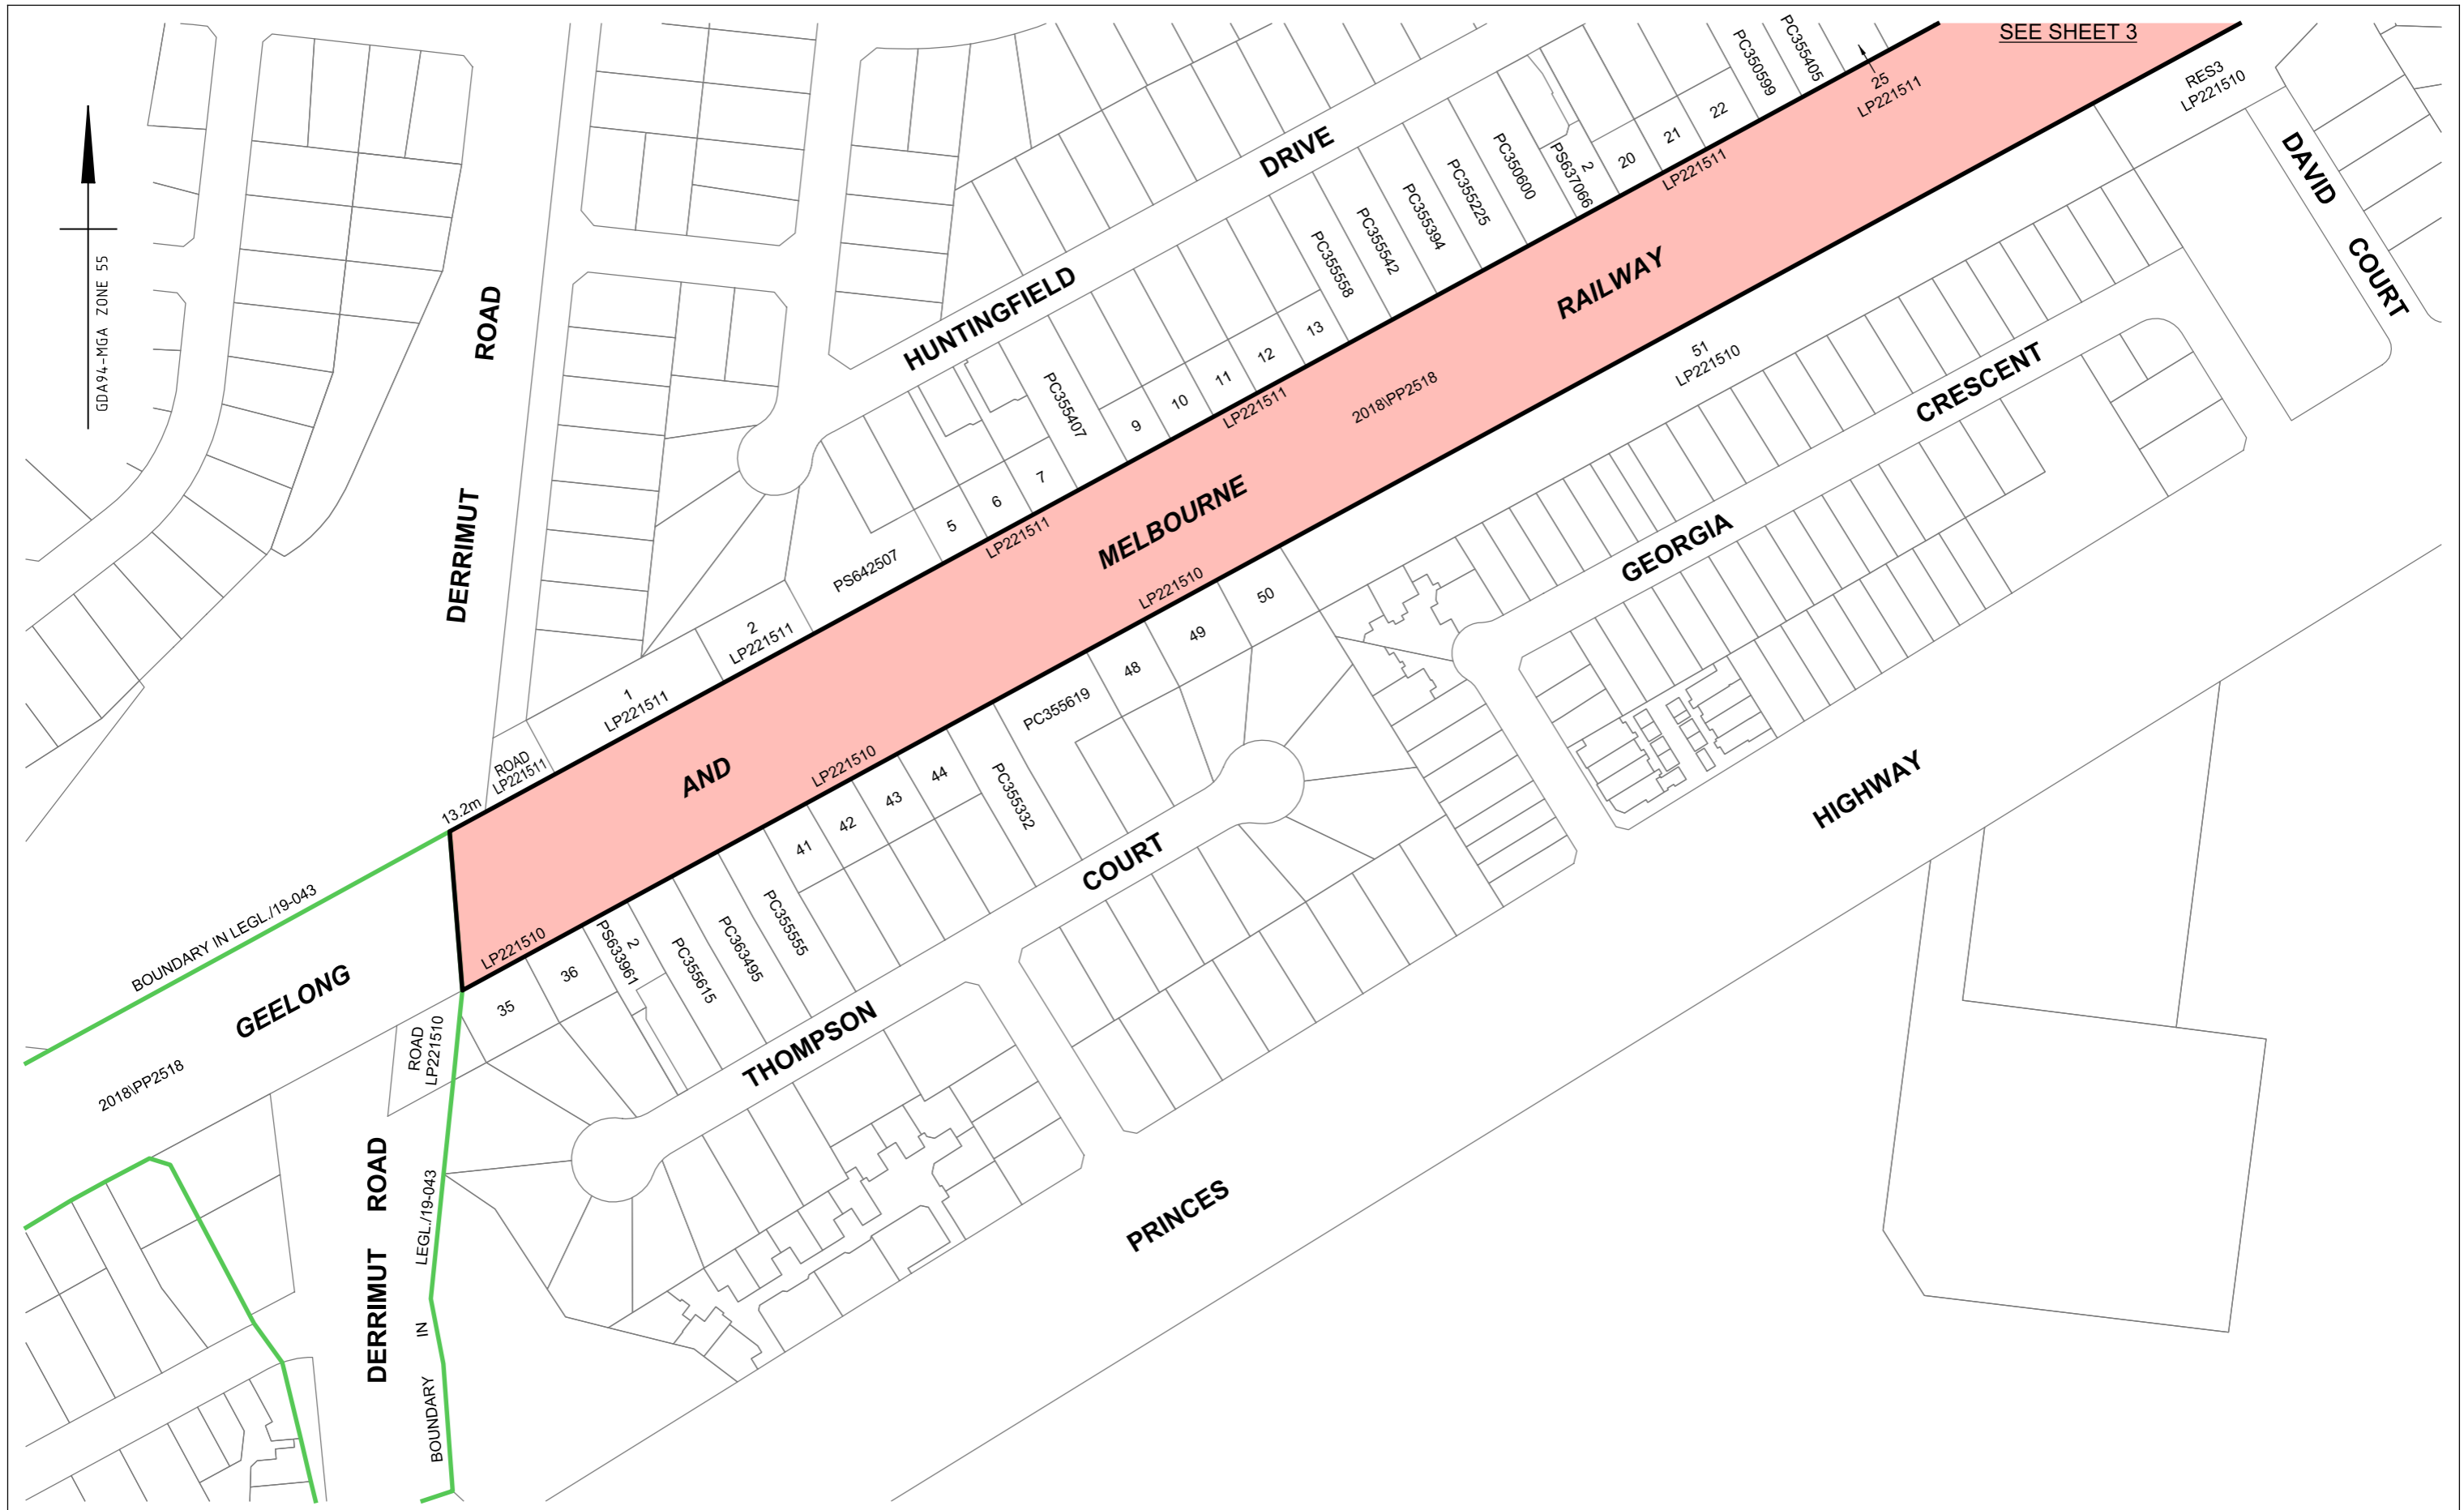 SEE SHEET 3
PC350599
PC355405
25
LP221511
RES3
LP221510
DAVID
COURT
GDA94-MGA ZONE 55
DERRIMUT
ROAD
HUNTINGFIELD
DRIVE
PC355558
PC355542
PC355394
PC355225
PC350600
2
PS637066
20
21
22
LP221511
PC355407
9
10
11
12
13
LP221511
5
6
7
LP221511
PS642507
2
LP221511
1
LP221511
ROAD
LP221511
13.2m
GEELONG
AND
MELBOURNE
RAILWAY
2018\PP2518
51
LP221510
GEORGIA
CRESCENT
LP221510
50
49
48
PC355619
PC355332
LP221510
44
43
42
41
PC355555
PC363495
PC355615
2
PS633961
36
35
LP221510
THOMPSON
COURT
PRINCES
HIGHWAY
BOUNDARY IN LEGL./19-043
2018\PP2518
ROAD
LP221510
DERRIMUT ROAD
BOUNDARY IN LEGL./19-043